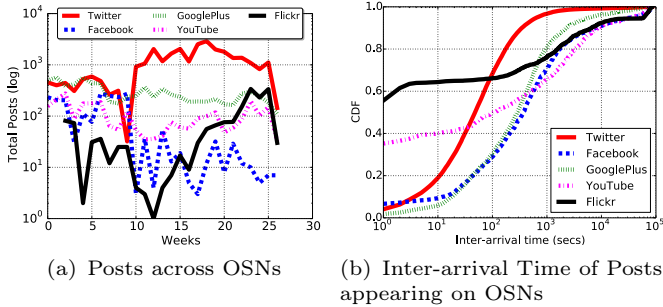 10^4
10^3
10^2
10^1
10^0
Total Posts (log)
Twitter
Facebook
GooglePlus
YouTube
Flickr
0 5 10 15 20 25 30
Weeks
(a) Posts across OSNs
1.0
0.8
0.6
0.4
0.2
0.0
CDF
Twitter
Facebook
GooglePlus
YouTube
Flickr
10^0 10^1 10^2 10^3 10^4 10^5
Inter-arrival time (secs)
(b) Inter-arrival Time of Posts
appearing on OSNs